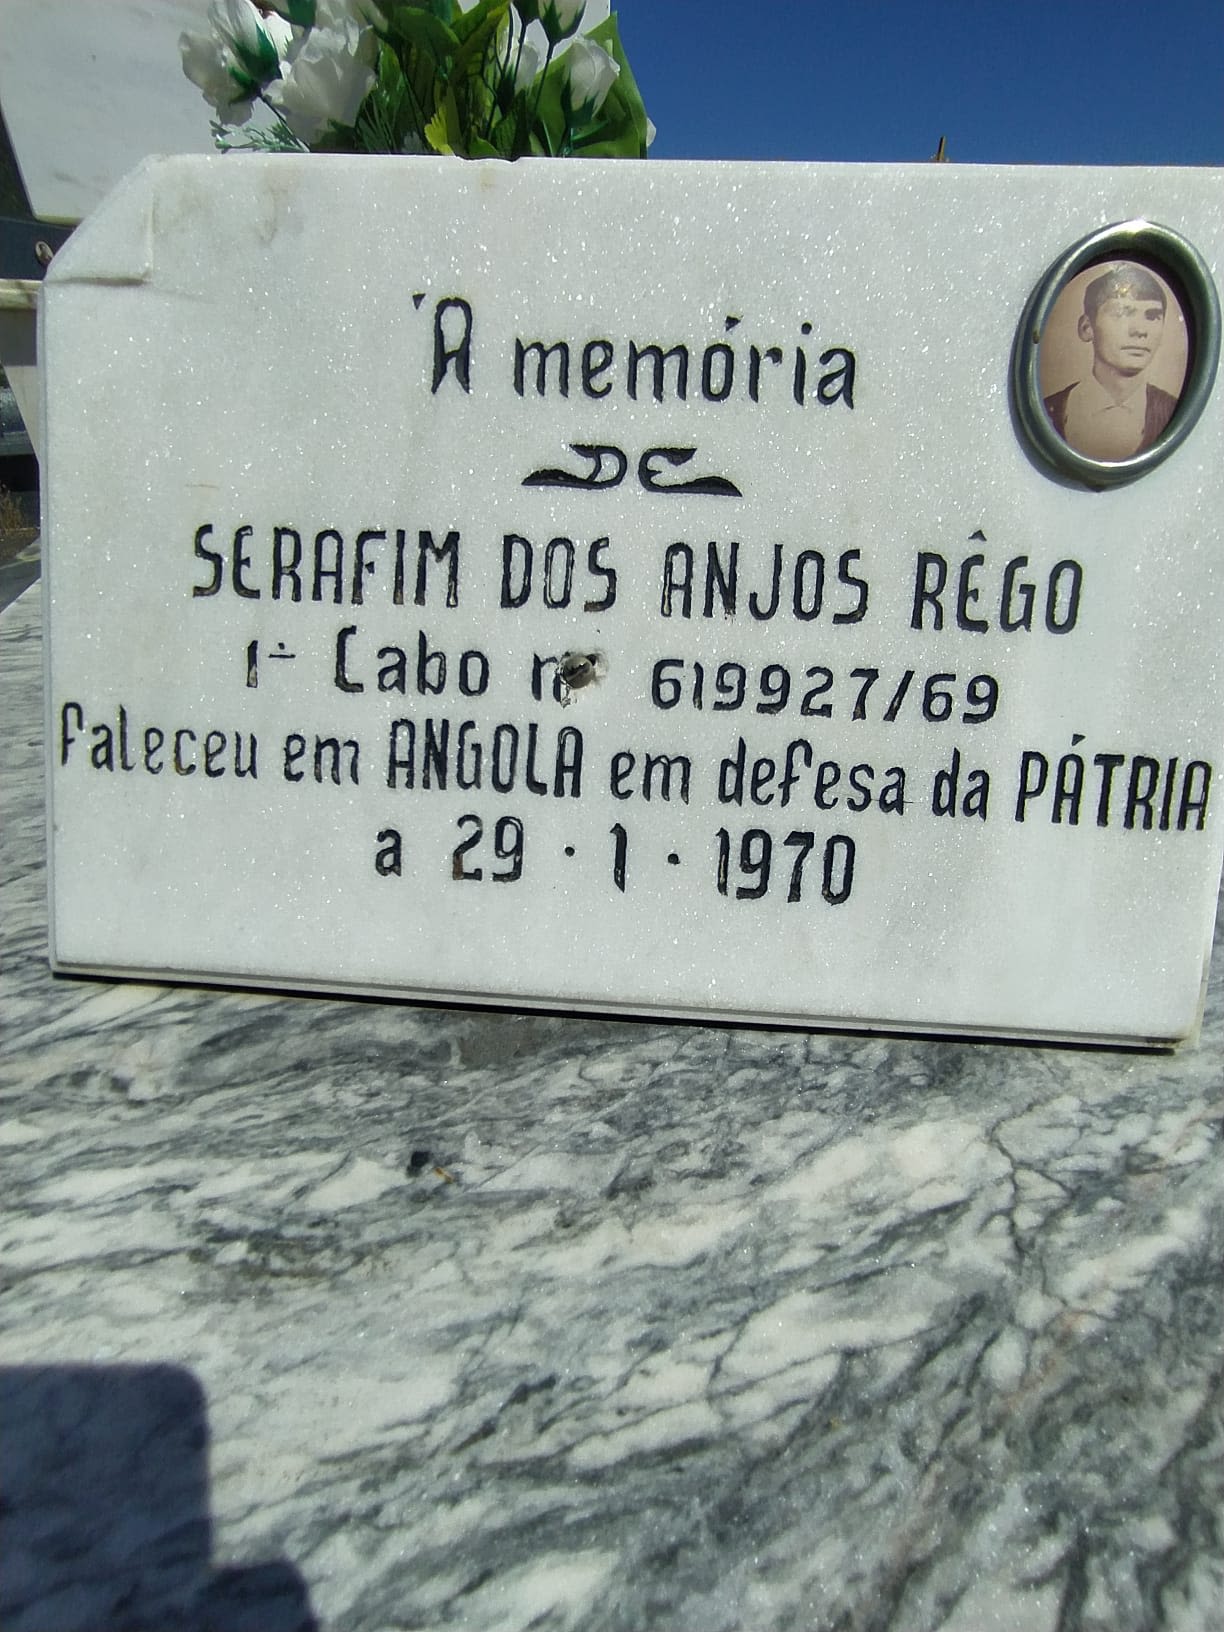 Á memória
DE
SERAFIM DOS ANJOS RÊGO
1º Cabo nº 619927/69
faleceu em ANGOLA em defesa da PÁTRIA
a 29·1·1970